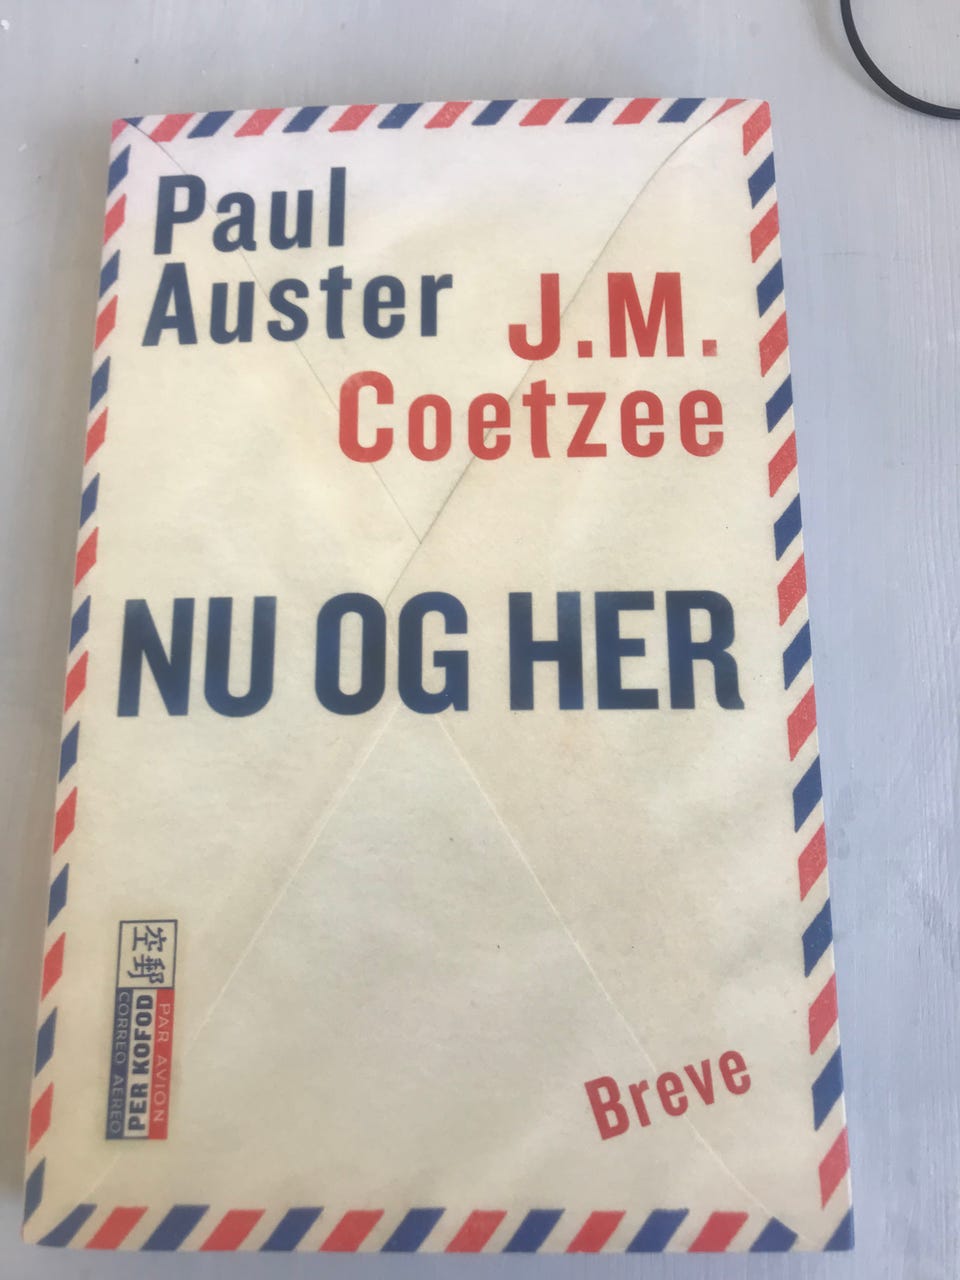 Paul
Auster
J.M.
Coetzee
NU OG HER
空郵
PAR AVION
PER KOFOD
CORREO AEREO
Breve